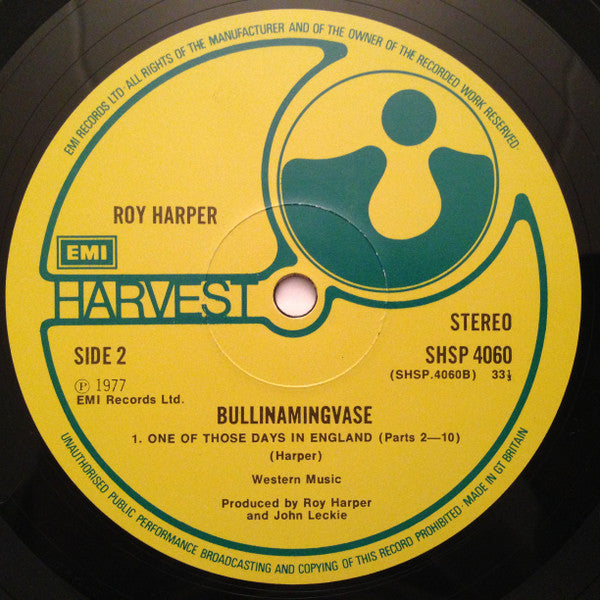 EMI RECORDS LTD·ALL RIGHTS OF THE MANUFACTURER AND OF THE OWNER OF THE RECORDED WORK RESERVED
ROY HARPER
EMI
HARVEST
STEREO
SIDE 2
SHSP 4060
(SHSP.4060B) 33⅓
Ⓟ 1977
EMI Records Ltd.
BULLINAMINGVASE
1. ONE OF THOSE DAYS IN ENGLAND (Parts 2—10)
(Harper)
Western Music
Produced by Roy Harper
and John Leckie
UNAUTHORISED PUBLIC PERFORMANCE BROADCASTING AND COPYING OF THIS RECORD PROHIBITED·MADE IN GT BRITAIN